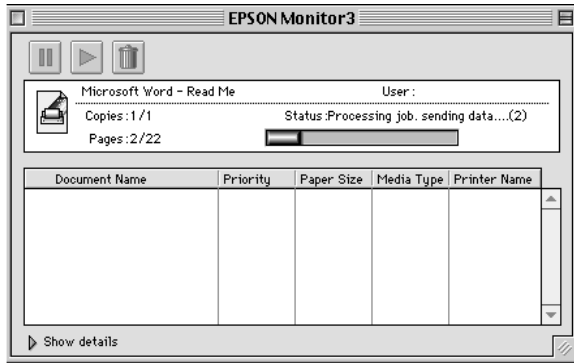 EPSON Monitor3
Microsoft Word - Read Me User:
Copies:1/1 Status:Processing job. sending data....(2)
Pages:2/22
Document Name Priority Paper Size Media Type Printer Name
Show details